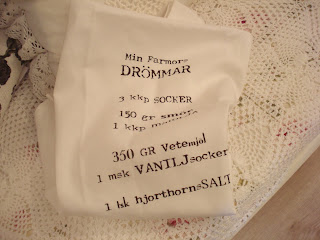 Min Farmors
DRÖMMAR
3 kkp SOCKER
150 gr smör
1 kkp
350 GR Vetemjöl
1 msk VANILJsocker
1 tsk hjorthornsSALT